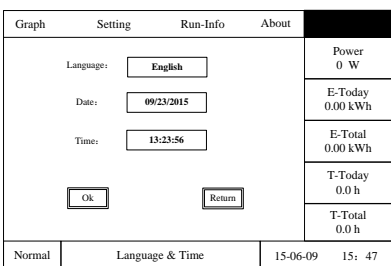 Graph Setting Run-Info About
Language: English
Date: 09/23/2015
Time: 13:23:56
Ok Return
Power
0 W
E-Today
0.00 kWh
E-Total
0.00 kWh
T-Today
0.0 h
T-Total
0.0 h
Normal Language & Time 15-06-09 15: 47